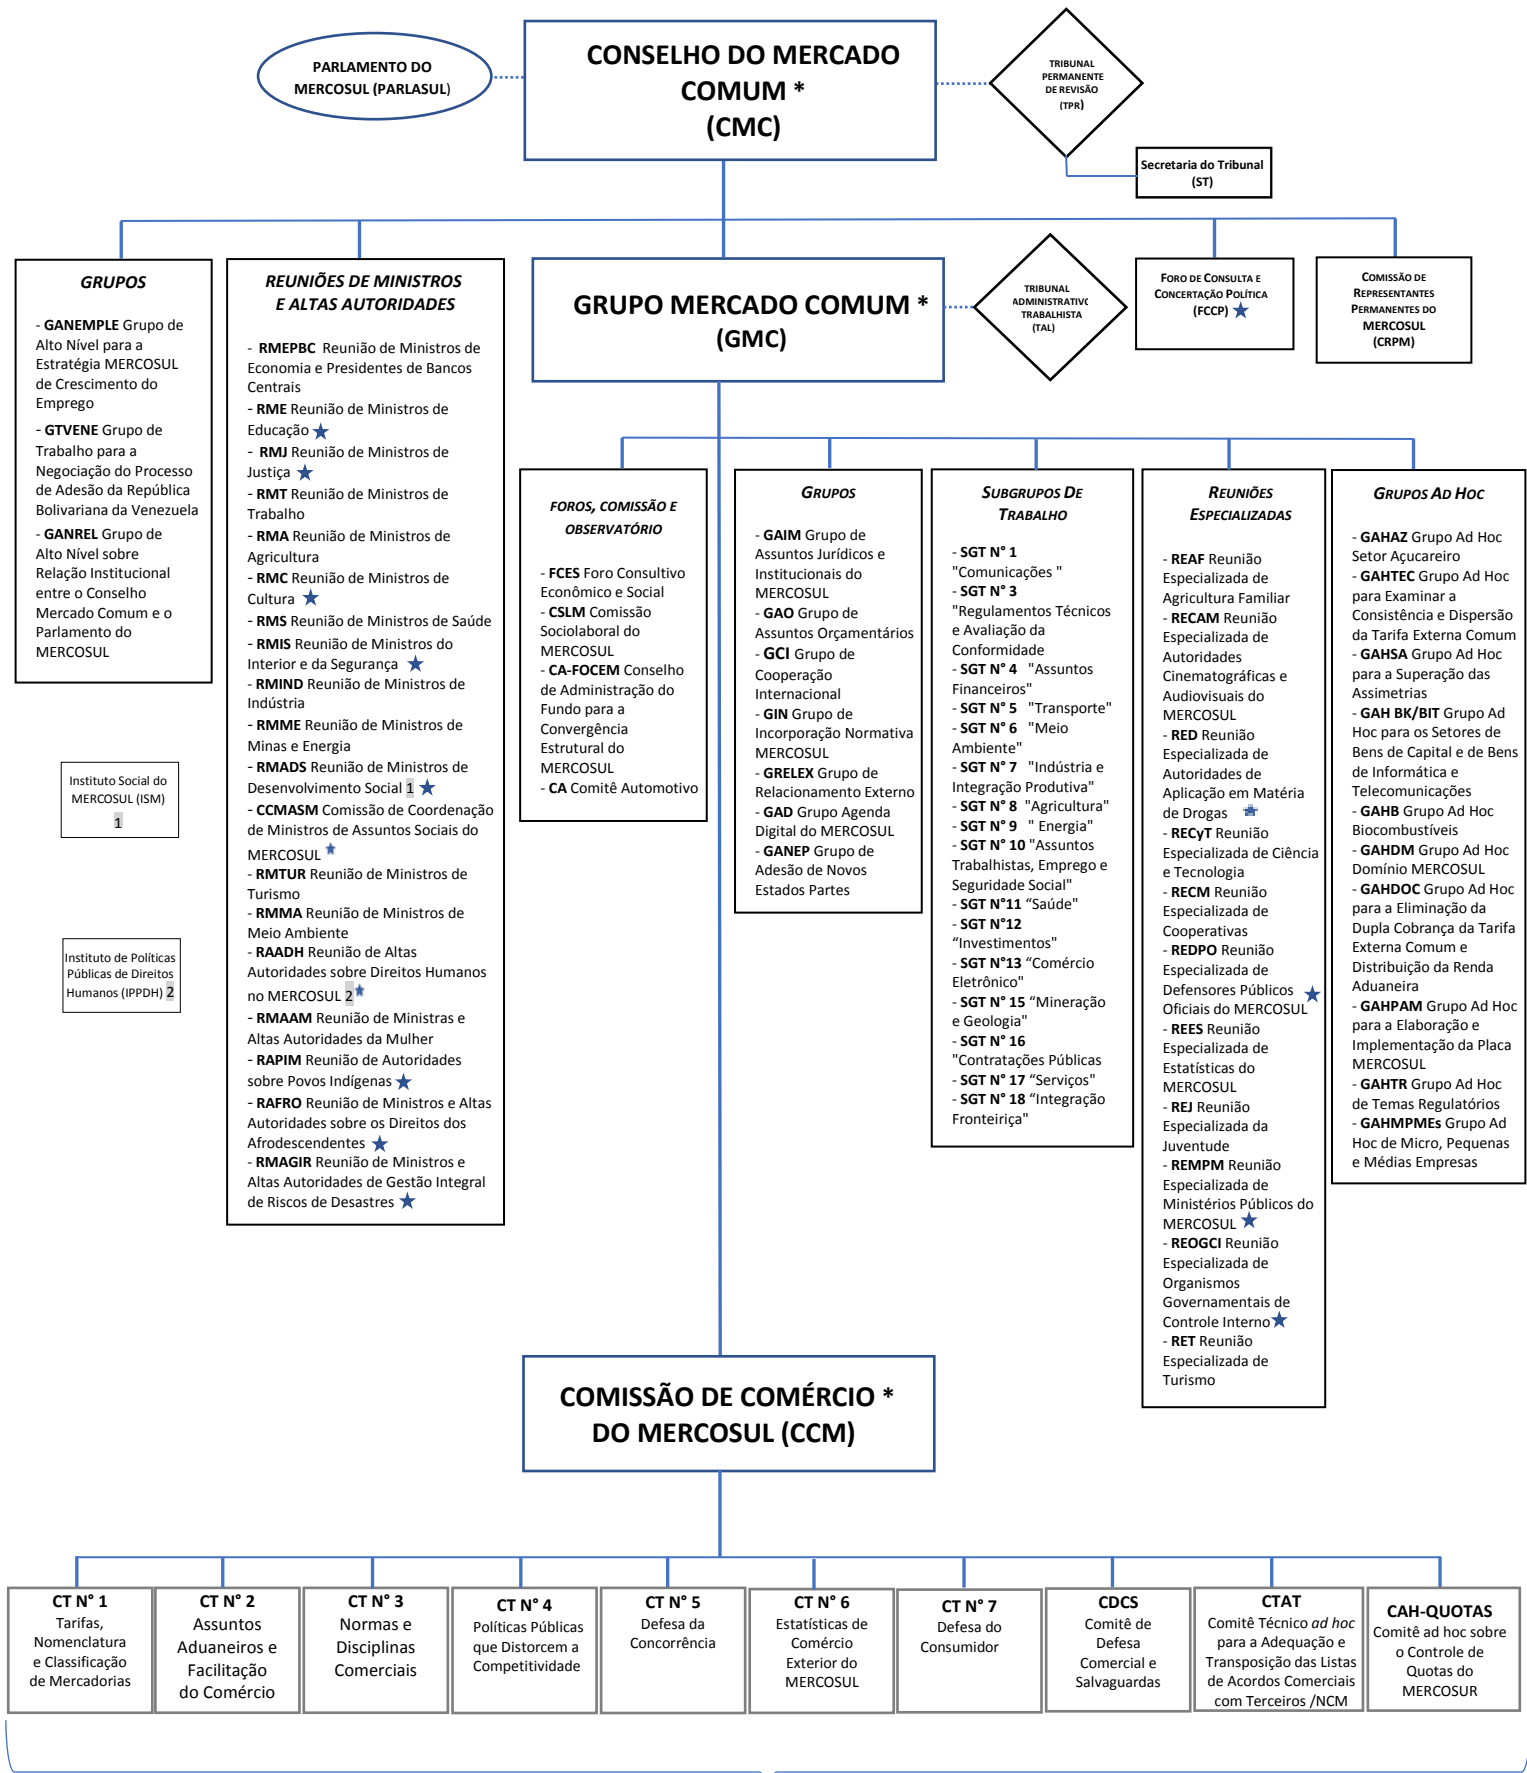 PARLAMENTO DO
MERCOSUL (PARLASUL)
CONSELHO DO MERCADO
COMUM *
(CMC)
TRIBUNAL
PERMANENTE
DE REVISÃO
(TPR)
Secretaria do Tribunal
(ST)
GRUPOS
- GANEMPLE Grupo de
Alto Nível para a
Estratégia MERCOSUL
de Crescimento do
Emprego
- GTVENE Grupo de
Trabalho para a
Negociação do Processo
de Adesão da República
Bolivariana da Venezuela
- GANREL Grupo de
Alto Nível sobre
Relação Institucional
entre o Conselho
Mercado Comum e o
Parlamento do
MERCOSUL
REUNIÕES DE MINISTROS
E ALTAS AUTORIDADES
- RMEPBC Reunião de Ministros de
Economia e Presidentes de Bancos
Centrais
- RME Reunião de Ministros de
Educação
- RMJ Reunião de Ministros de
Justiça
- RMT Reunião de Ministros de
Trabalho
- RMA Reunião de Ministros de
Agricultura
- RMC Reunião de Ministros de
Cultura
- RMS Reunião de Ministros de Saúde
- RMIS Reunião de Ministros do
Interior e da Segurança
- RMIND Reunião de Ministros de
Indústria
- RMME Reunião de Ministros de
Minas e Energia
- RMADS Reunião de Ministros de
Desenvolvimento Social 1
- CCMASM Comissão de Coordenação
de Ministros de Assuntos Sociais do
MERCOSUL
- RMTUR Reunião de Ministros de
Turismo
- RMMA Reunião de Ministros de
Meio Ambiente
- RAADH Reunião de Altas
Autoridades sobre Direitos Humanos
no MERCOSUL 2
- RMAAM Reunião de Ministras e
Altas Autoridades da Mulher
- RAPIM Reunião de Autoridades
sobre Povos Indígenas
- RAFRO Reunião de Ministros e Altas
Autoridades sobre os Direitos dos
Afrodescendentes
- RMAGIR Reunião de Ministros e
Altas Autoridades de Gestão Integral
de Riscos de Desastres
GRUPO MERCADO COMUM *
(GMC)
TRIBUNAL
ADMINISTRATIVO
TRABALHISTA
(TAL)
FORO DE CONSULTA E
CONCERTAÇÃO POLÍTICA
(FCCP)
COMISSÃO DE
REPRESENTANTES
PERMANENTES DO
MERCOSUL
(CRPM)
Instituto Social do
MERCOSUL (ISM)
1
Instituto de Políticas
Públicas de Direitos
Humanos (IPPDH) 2
FOROS, COMISSÃO E
OBSERVATÓRIO
- FCES Foro Consultivo
Econômico e Social
- CSLM Comissão
Sociolaboral do
MERCOSUL
- CA-FOCEM Conselho
de Administração do
Fundo para a
Convergência
Estrutural do
MERCOSUL
- CA Comitê Automotivo
GRUPOS
- GAIM Grupo de
Assuntos Jurídicos e
Institucionais do
MERCOSUL
- GAO Grupo de
Assuntos Orçamentários
- GCI Grupo de
Cooperação
Internacional
- GIN Grupo de
Incorporação Normativa
MERCOSUL
- GRELEX Grupo de
Relacionamento Externo
- GAD Grupo Agenda
Digital do MERCOSUL
- GANEP Grupo de
Adesão de Novos
Estados Partes
SUBGRUPOS DE
TRABALHO
- SGT N° 1
"Comunicações "
- SGT N° 3
"Regulamentos Técnicos
e Avaliação da
Conformidade
- SGT N° 4 "Assuntos
Financeiros"
- SGT N° 5 "Transporte"
- SGT N° 6 "Meio
Ambiente"
- SGT N° 7 "Indústria e
Integração Produtiva"
- SGT N° 8 "Agricultura"
- SGT N° 9 " Energia"
- SGT N° 10 "Assuntos
Trabalhistas, Emprego e
Seguridade Social"
- SGT N°11 “Saúde"
- SGT N°12
“Investimentos"
- SGT N°13 “Comércio
Eletrônico"
- SGT N° 15 “Mineração
e Geologia"
- SGT N° 16
"Contratações Públicas
- SGT N° 17 “Serviços"
- SGT N° 18 “Integração
Fronteiriça"
REUNIÕES
ESPECIALIZADAS
- REAF Reunião
Especializada de
Agricultura Familiar
- RECAM Reunião
Especializada de
Autoridades
Cinematográficas e
Audiovisuais do
MERCOSUL
- RED Reunião
Especializada de
Autoridades de
Aplicação em Matéria
de Drogas
- RECyT Reunião
Especializada de Ciência
e Tecnologia
- RECM Reunião
Especializada de
Cooperativas
- REDPO Reunião
Especializada de
Defensores Públicos
Oficiais do MERCOSUL
- REES Reunião
Especializada de
Estatísticas do
MERCOSUL
- REJ Reunião
Especializada da
Juventude
- REMPM Reunião
Especializada de
Ministérios Públicos do
MERCOSUL
- REOGCI Reunião
Especializada de
Organismos
Governamentais de
Controle Interno
- RET Reunião
Especializada de
Turismo
GRUPOS AD HOC
- GAHAZ Grupo Ad Hoc
Setor Açucareiro
- GAHTEC Grupo Ad Hoc
para Examinar a
Consistência e Dispersão
da Tarifa Externa Comum
- GAHSA Grupo Ad Hoc
para a Superação das
Assimetrias
- GAH BK/BIT Grupo Ad
Hoc para os Setores de
Bens de Capital e de Bens
de Informática e
Telecomunicações
- GAHB Grupo Ad Hoc
Biocombustíveis
- GAHDM Grupo Ad Hoc
Domínio MERCOSUL
- GAHDOC Grupo Ad Hoc
para a Eliminação da
Dupla Cobrança da Tarifa
Externa Comum e
Distribuição da Renda
Aduaneira
- GAHPAM Grupo Ad Hoc
para a Elaboração e
Implementação da Placa
MERCOSUL
- GAHTR Grupo Ad Hoc
de Temas Regulatórios
- GAHMPMEs Grupo Ad
Hoc de Micro, Pequenas
e Médias Empresas
COMISSÃO DE COMÉRCIO *
DO MERCOSUL (CCM)
CT N° 1
Tarifas,
Nomenclatura
e Classificação
de Mercadorias
CT N° 2
Assuntos
Aduaneiros e
Facilitação
do Comércio
CT N° 3
Normas e
Disciplinas
Comerciais
CT N° 4
Políticas Públicas
que Distorcem a
Competitividade
CT N° 5
Defesa da
Concorrência
CT N° 6
Estatísticas de
Comércio
Exterior do
MERCOSUL
CT N° 7
Defesa do
Consumidor
CDCS
Comitê de
Defesa
Comercial e
Salvaguardas
CTAT
Comitê Técnico ad hoc
para a Adequação e
Transposição das Listas
de Acordos Comerciais
com Terceiros /NCM
CAH-QUOTAS
Comitê ad hoc sobre
o Controle de
Quotas do
MERCOSUR